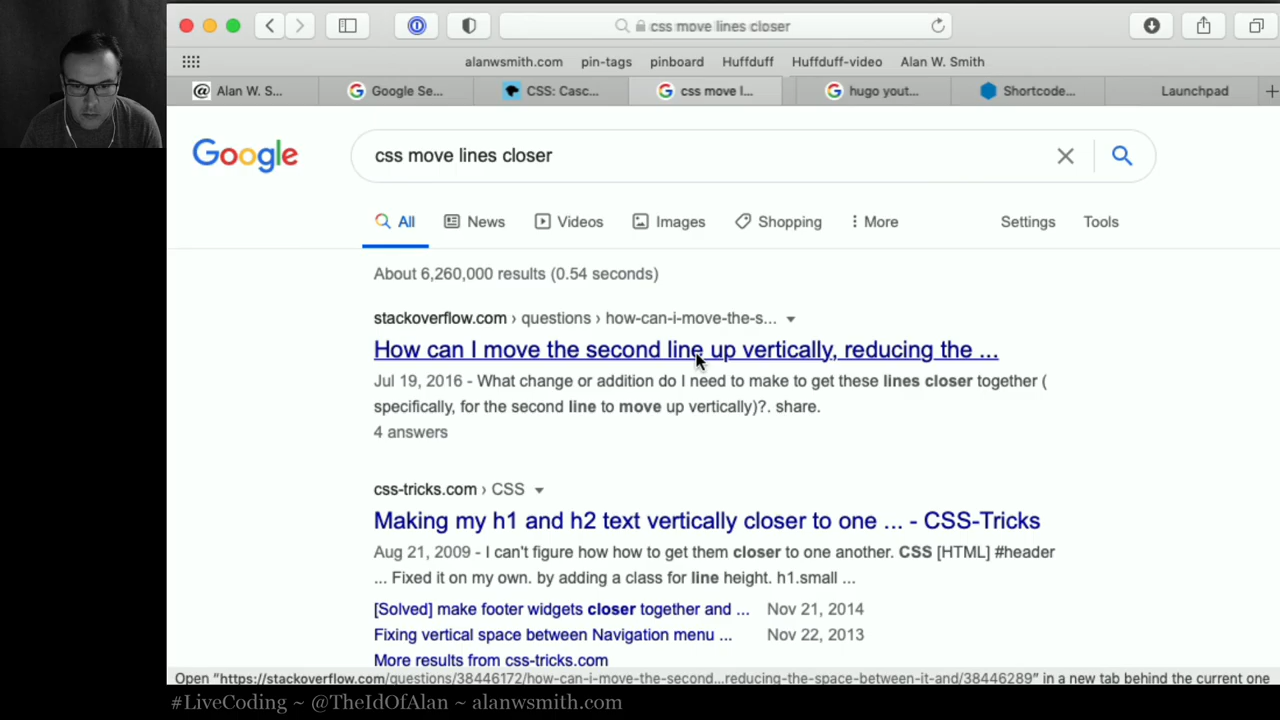 css move lines closer
alanwsmith.com pin-tags pinboard Huffduff Huffduff-video Alan W. Smith
@ Alan W. S... Google Se... CSS: Casc... css move l... hugo yout... Shortcode... Launchpad
Google
css move lines closer
All News Videos Images Shopping More Settings Tools
About 6,260,000 results (0.54 seconds)
stackoverflow.com › questions › how-can-i-move-the-s...
How can I move the second line up vertically, reducing the ...
Jul 19, 2016 - What change or addition do I need to make to get these lines closer together (
specifically, for the second line to move up vertically)?. share.
4 answers
css-tricks.com › CSS
Making my h1 and h2 text vertically closer to one ... - CSS-Tricks
Aug 21, 2009 - I can't figure how how to get them closer to one another. CSS [HTML] #header
... Fixed it on my own. by adding a class for line height. h1.small ...
[Solved] make footer widgets closer together and ... Nov 21, 2014
Fixing vertical space between Navigation menu ... Nov 22, 2013
More results from css-tricks.com
Open "https://stackoverflow.com/questions/38446172/how-can-i-move-the-second...reducing-the-space-between-it-and/38446289" in a new tab behind the current one
#LiveCoding ~ @TheIdOfAlan ~ alanwsmith.com